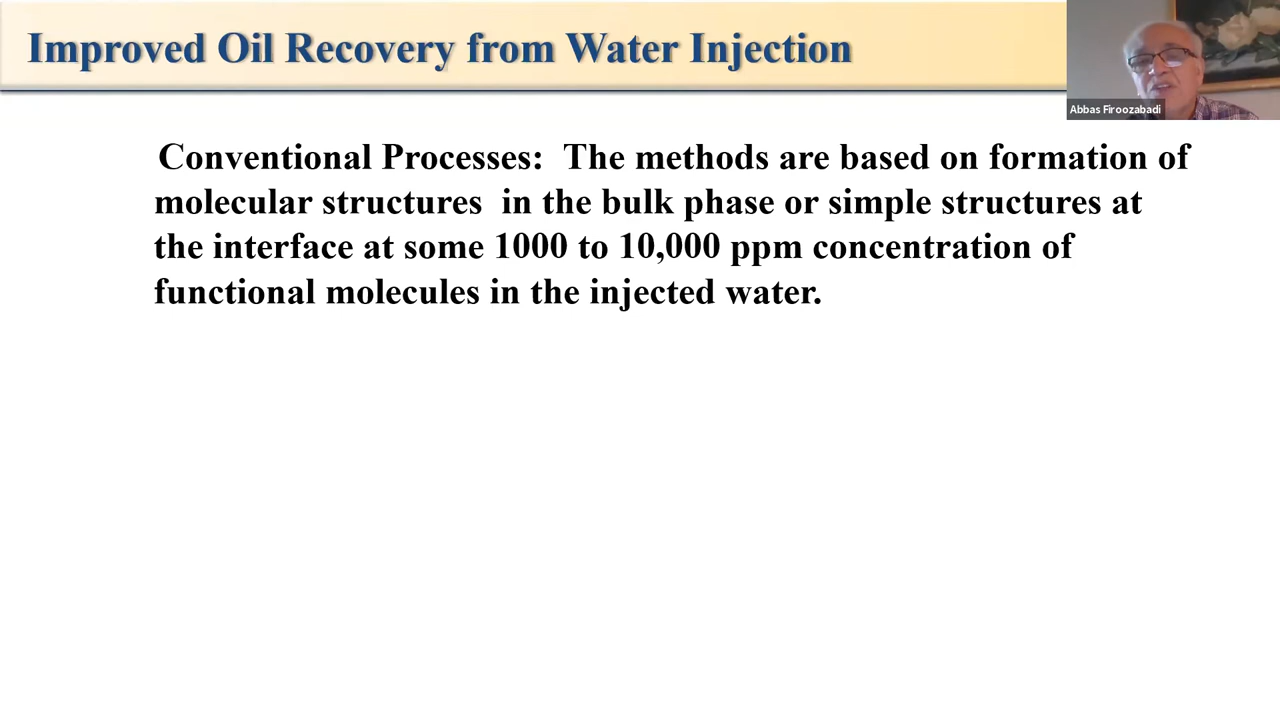 Improved Oil Recovery from Water Injection
Abbas Firoozabadi
Conventional Processes: The methods are based on formation of
molecular structures in the bulk phase or simple structures at
the interface at some 1000 to 10,000 ppm concentration of
functional molecules in the injected water.